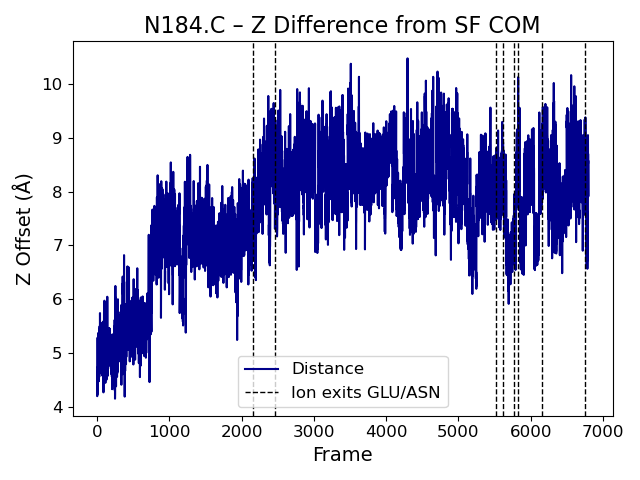 N184.C – Z Difference from SF COM
Z Offset (Å)
10
9
8
7
6
5
4
Distance
Ion exits GLU/ASN
0 1000 2000 3000 4000 5000 6000 7000
Frame